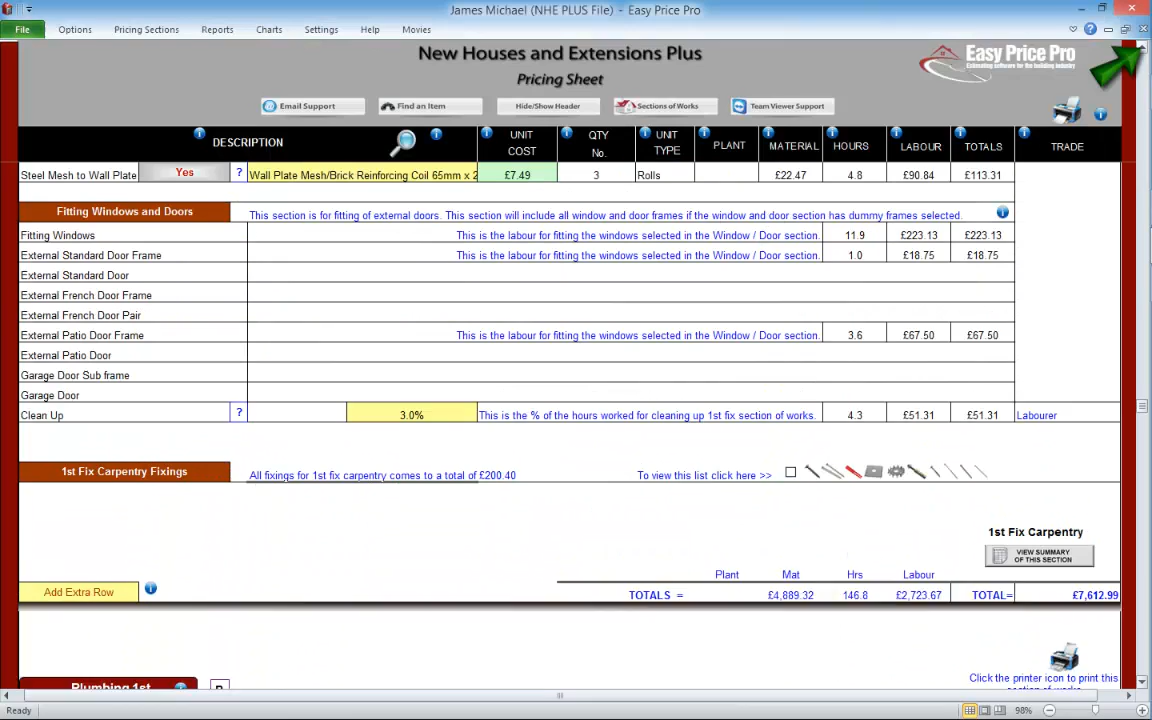 James Michael (NHE PLUS File) - Easy Price Pro
File Options Pricing Sections Reports Charts Settings Help Movies
New Houses and Extensions Plus
Pricing Sheet
Easy Price Pro
Estimating software for the building industry
Email Support Find an Item Hide/Show Header Sections of Works Team Viewer Support
DESCRIPTION UNIT COST QTY No. UNIT TYPE PLANT MATERIAL HOURS LABOUR TOTALS TRADE
Steel Mesh to Wall Plate Yes ? Wall Plate Mesh/Brick Reinforcing Coil 65mm x 2 £7.49 3 Rolls £22.47 4.8 £90.84 £113.31
Fitting Windows and Doors This section is for fitting of external doors. This section will include all window and door frames if the window and door section has dummy frames selected.
Fitting Windows This is the labour for fitting the windows selected in the Window / Door section. 11.9 £223.13 £223.13
External Standard Door Frame This is the labour for fitting the windows selected in the Window / Door section. 1.0 £18.75 £18.75
External Standard Door
External French Door Frame
External French Door Pair
External Patio Door Frame This is the labour for fitting the windows selected in the Window / Door section. 3.6 £67.50 £67.50
External Patio Door
Garage Door Sub frame
Garage Door
Clean Up ? 3.0% This is the % of the hours worked for cleaning up 1st fix section of works. 4.3 £51.31 £51.31 Labourer
1st Fix Carpentry Fixings All fixings for 1st fix carpentry comes to a total of £200.40 To view this list click here >>
1st Fix Carpentry
VIEW SUMMARY
OF THIS SECTION
Plant Mat Hrs Labour
Add Extra Row TOTALS = £4,889.32 146.8 £2,723.67 TOTAL= £7,612.99
Click the printer icon to print this
Plumbing 1st
Ready 98%